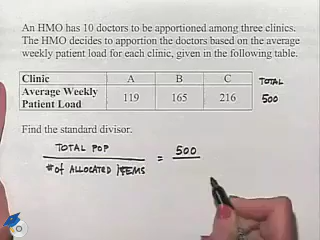 An HMO has 10 doctors to be apportioned among three clinics.
The HMO decides to apportion the doctors based on the average
weekly patient load for each clinic, given in the following table.
Clinic A B C TOTAL
Average Weekly
Patient Load 119 165 216 500
Find the standard divisor.
TOTAL POP
# of ALLOCATED ITEMS
= 500